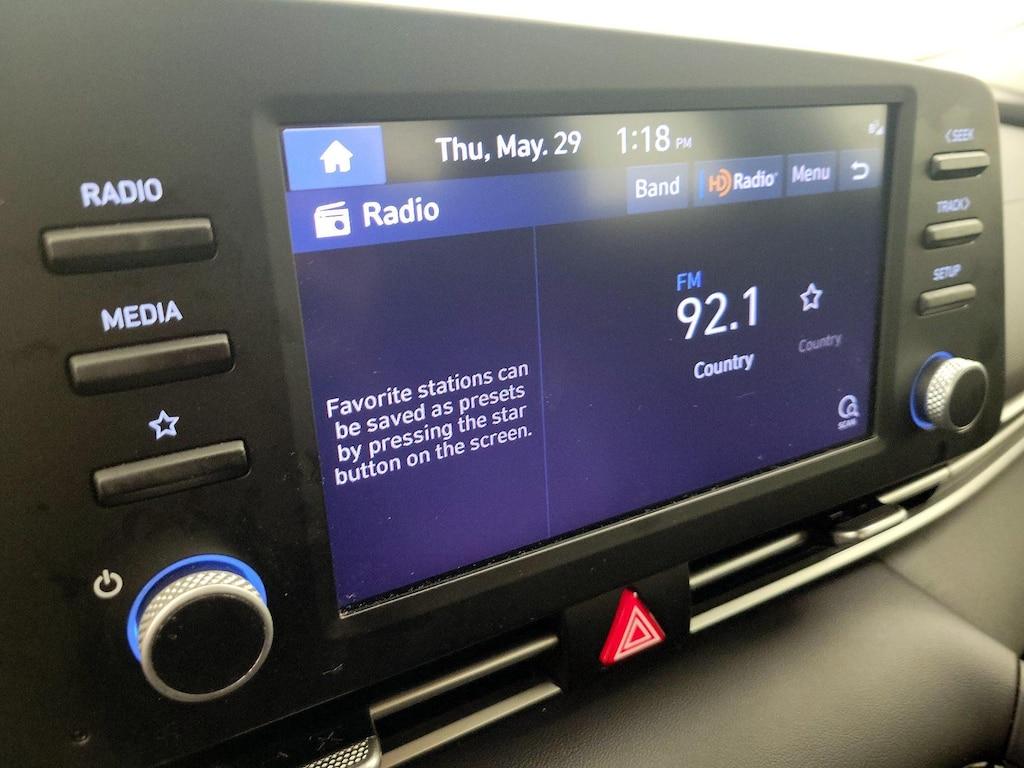 RADIO
MEDIA
Thu, May. 29 1:18 PM
Radio
Band HD Radio Menu
FM
92.1
Country
Country
Favorite stations can
be saved as presets
by pressing the star
button on the screen.
SCAN
< SEEK
TRACK >
SETUP